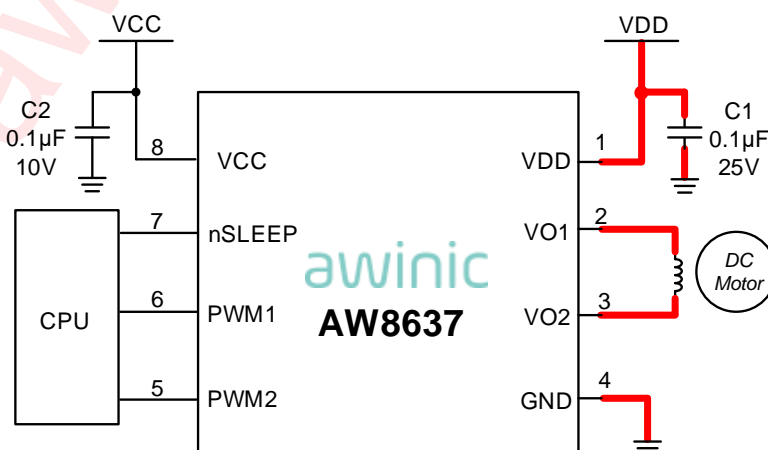 VCC
VDD
C2
0.1µF
10V
C1
0.1µF
25V
8
VCC
VDD
1
7
nSLEEP
VO1
2
awinic
AW8637
DC
Motor
CPU
6
PWM1
VO2
3
5
PWM2
GND
4